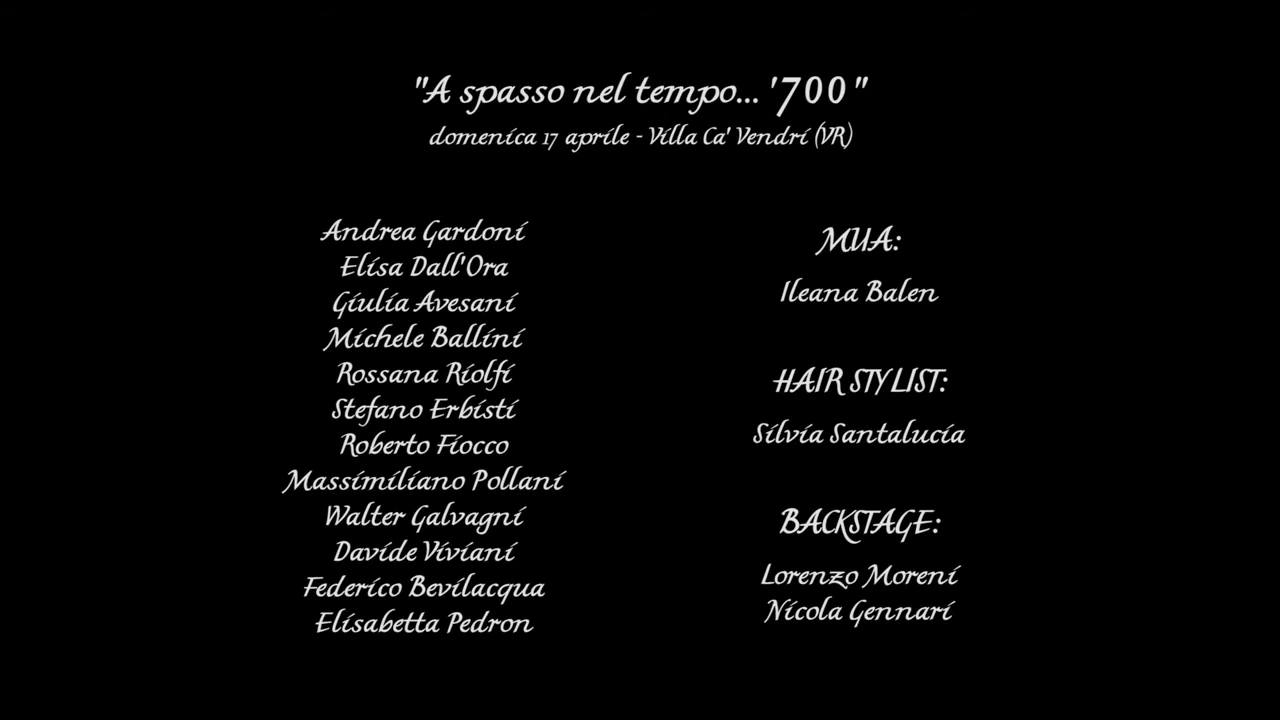 "A spasso nel tempo... '700"
domenica 17 aprile - Villa Ca' Vendri (VR)
Andrea Gardoni
Elisa Dall'Ora
Giulia Avesani
Michele Ballini
Rossana Riolfi
Stefano Erbisti
Roberto Fiocco
Massimiliano Pollani
Walter Galvagni
Davide Viviani
Federico Bevilacqua
Elisabetta Pedron
MUA:
Ileana Balen
HAIR STYLIST:
Silvia Santalucia
BACKSTAGE:
Lorenzo Moreni
Nicola Gennari